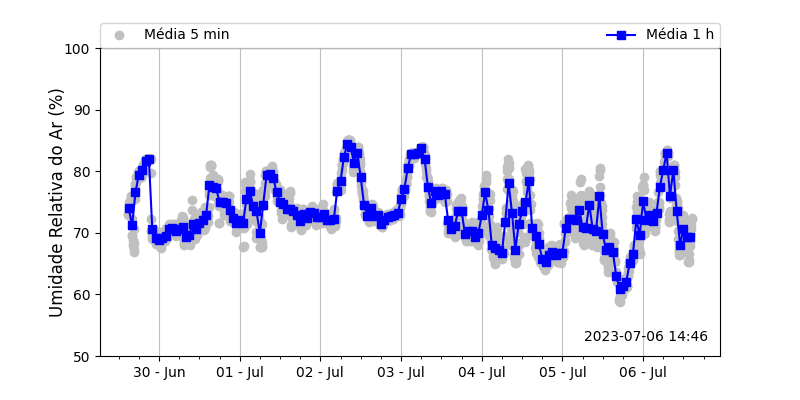 Média 5 min
Média 1 h
Umidade Relativa do Ar (%)
100
90
80
70
60
50
2023-07-06 14:46
30 - Jun
01 - Jul
02 - Jul
03 - Jul
04 - Jul
05 - Jul
06 - Jul